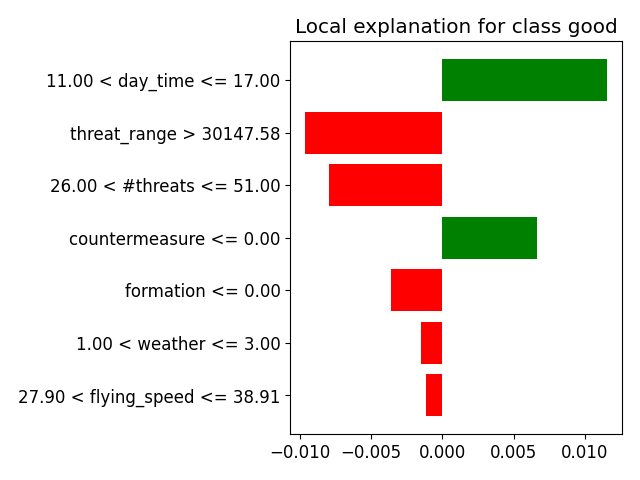 Local explanation for class good
11.00 < day_time <= 17.00
threat_range > 30147.58
26.00 < #threats <= 51.00
countermeasure <= 0.00
formation <= 0.00
1.00 < weather <= 3.00
27.90 < flying_speed <= 38.91
−0.010 −0.005 0.000 0.005 0.010